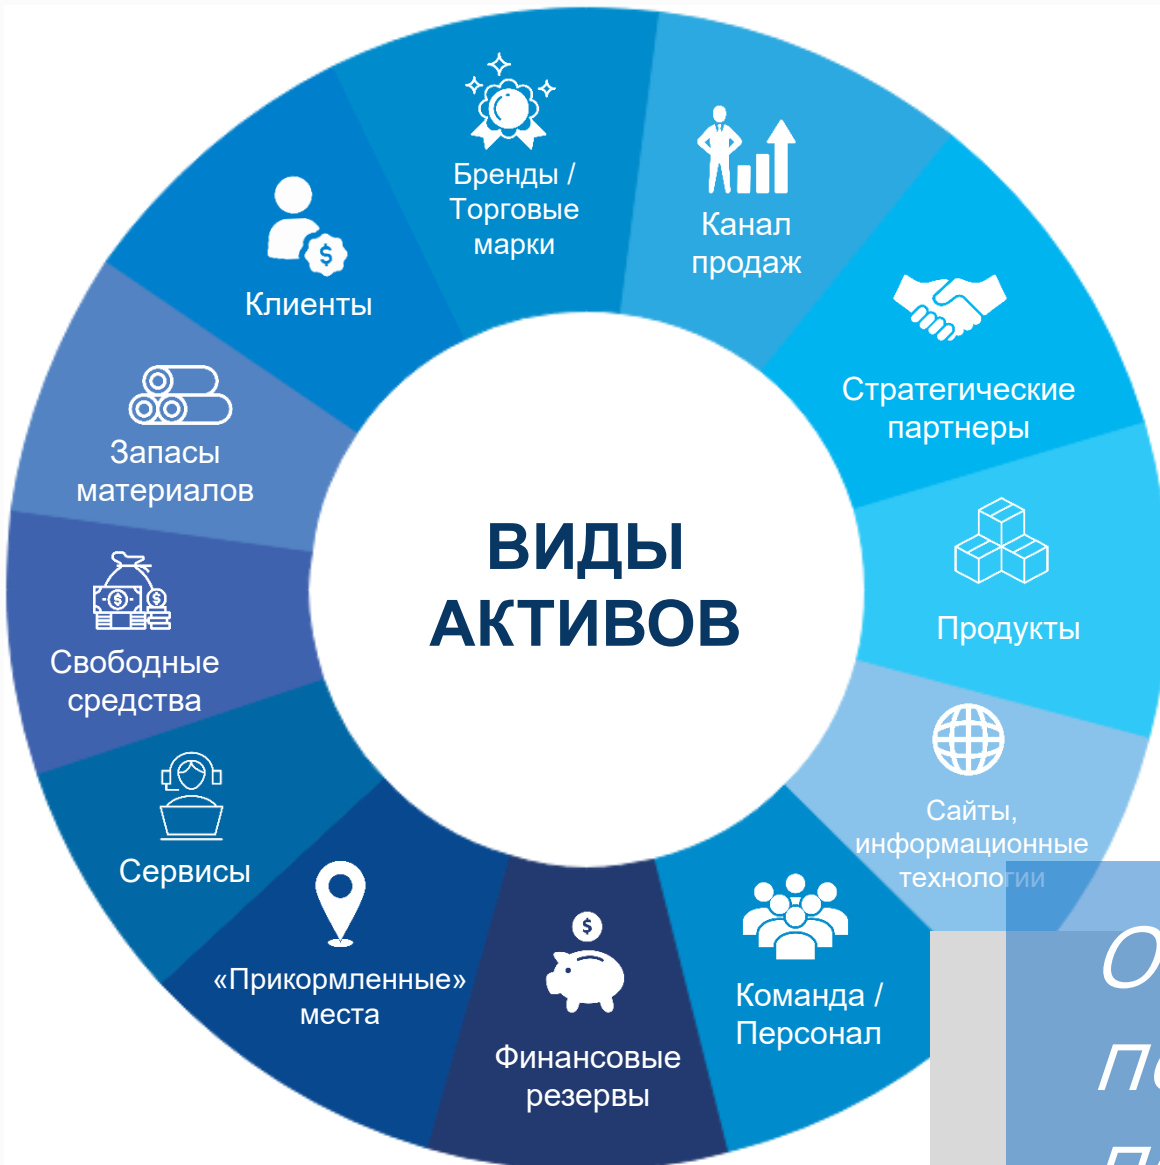 ВИДЫ
АКТИВОВ
Бренды /
Торговые
марки
Канал
продаж
Стратегические
партнеры
Продукты
Сайты,
информационные
технологии
Команда /
Персонал
Финансовые
резервы
«Прикормленные»
места
Сервисы
Свободные
средства
Запасы
материалов
Клиенты